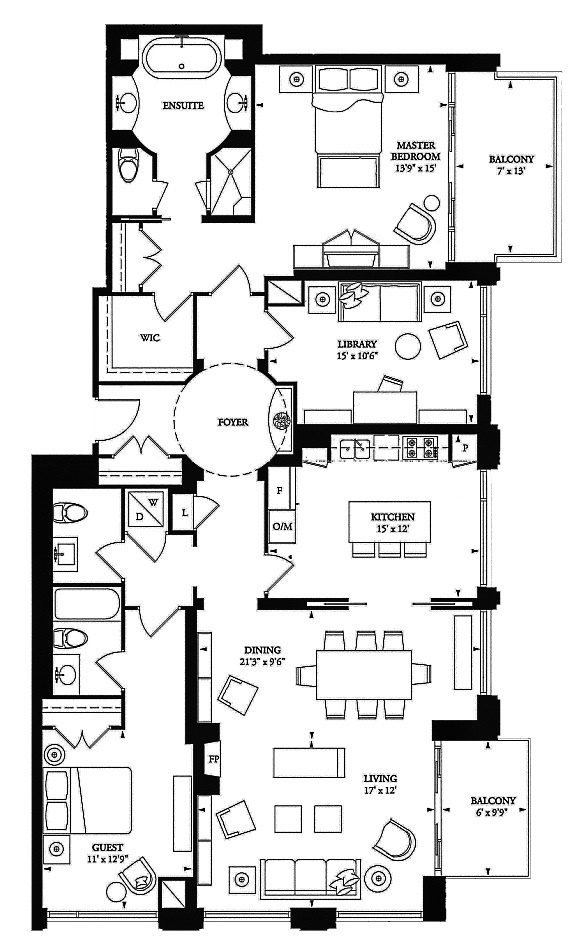 ENSUITE
MASTER
BEDROOM
13'9" x 15'
BALCONY
7' x 13'
WIC
LIBRARY
15' x 10'6"
FOYER
P
F
O/M
KITCHEN
15' x 12'
W
D
L
DINING
21'3" x 9'6"
FP
LIVING
17' x 12'
BALCONY
6' x 9'9"
GUEST
11' x 12'9"